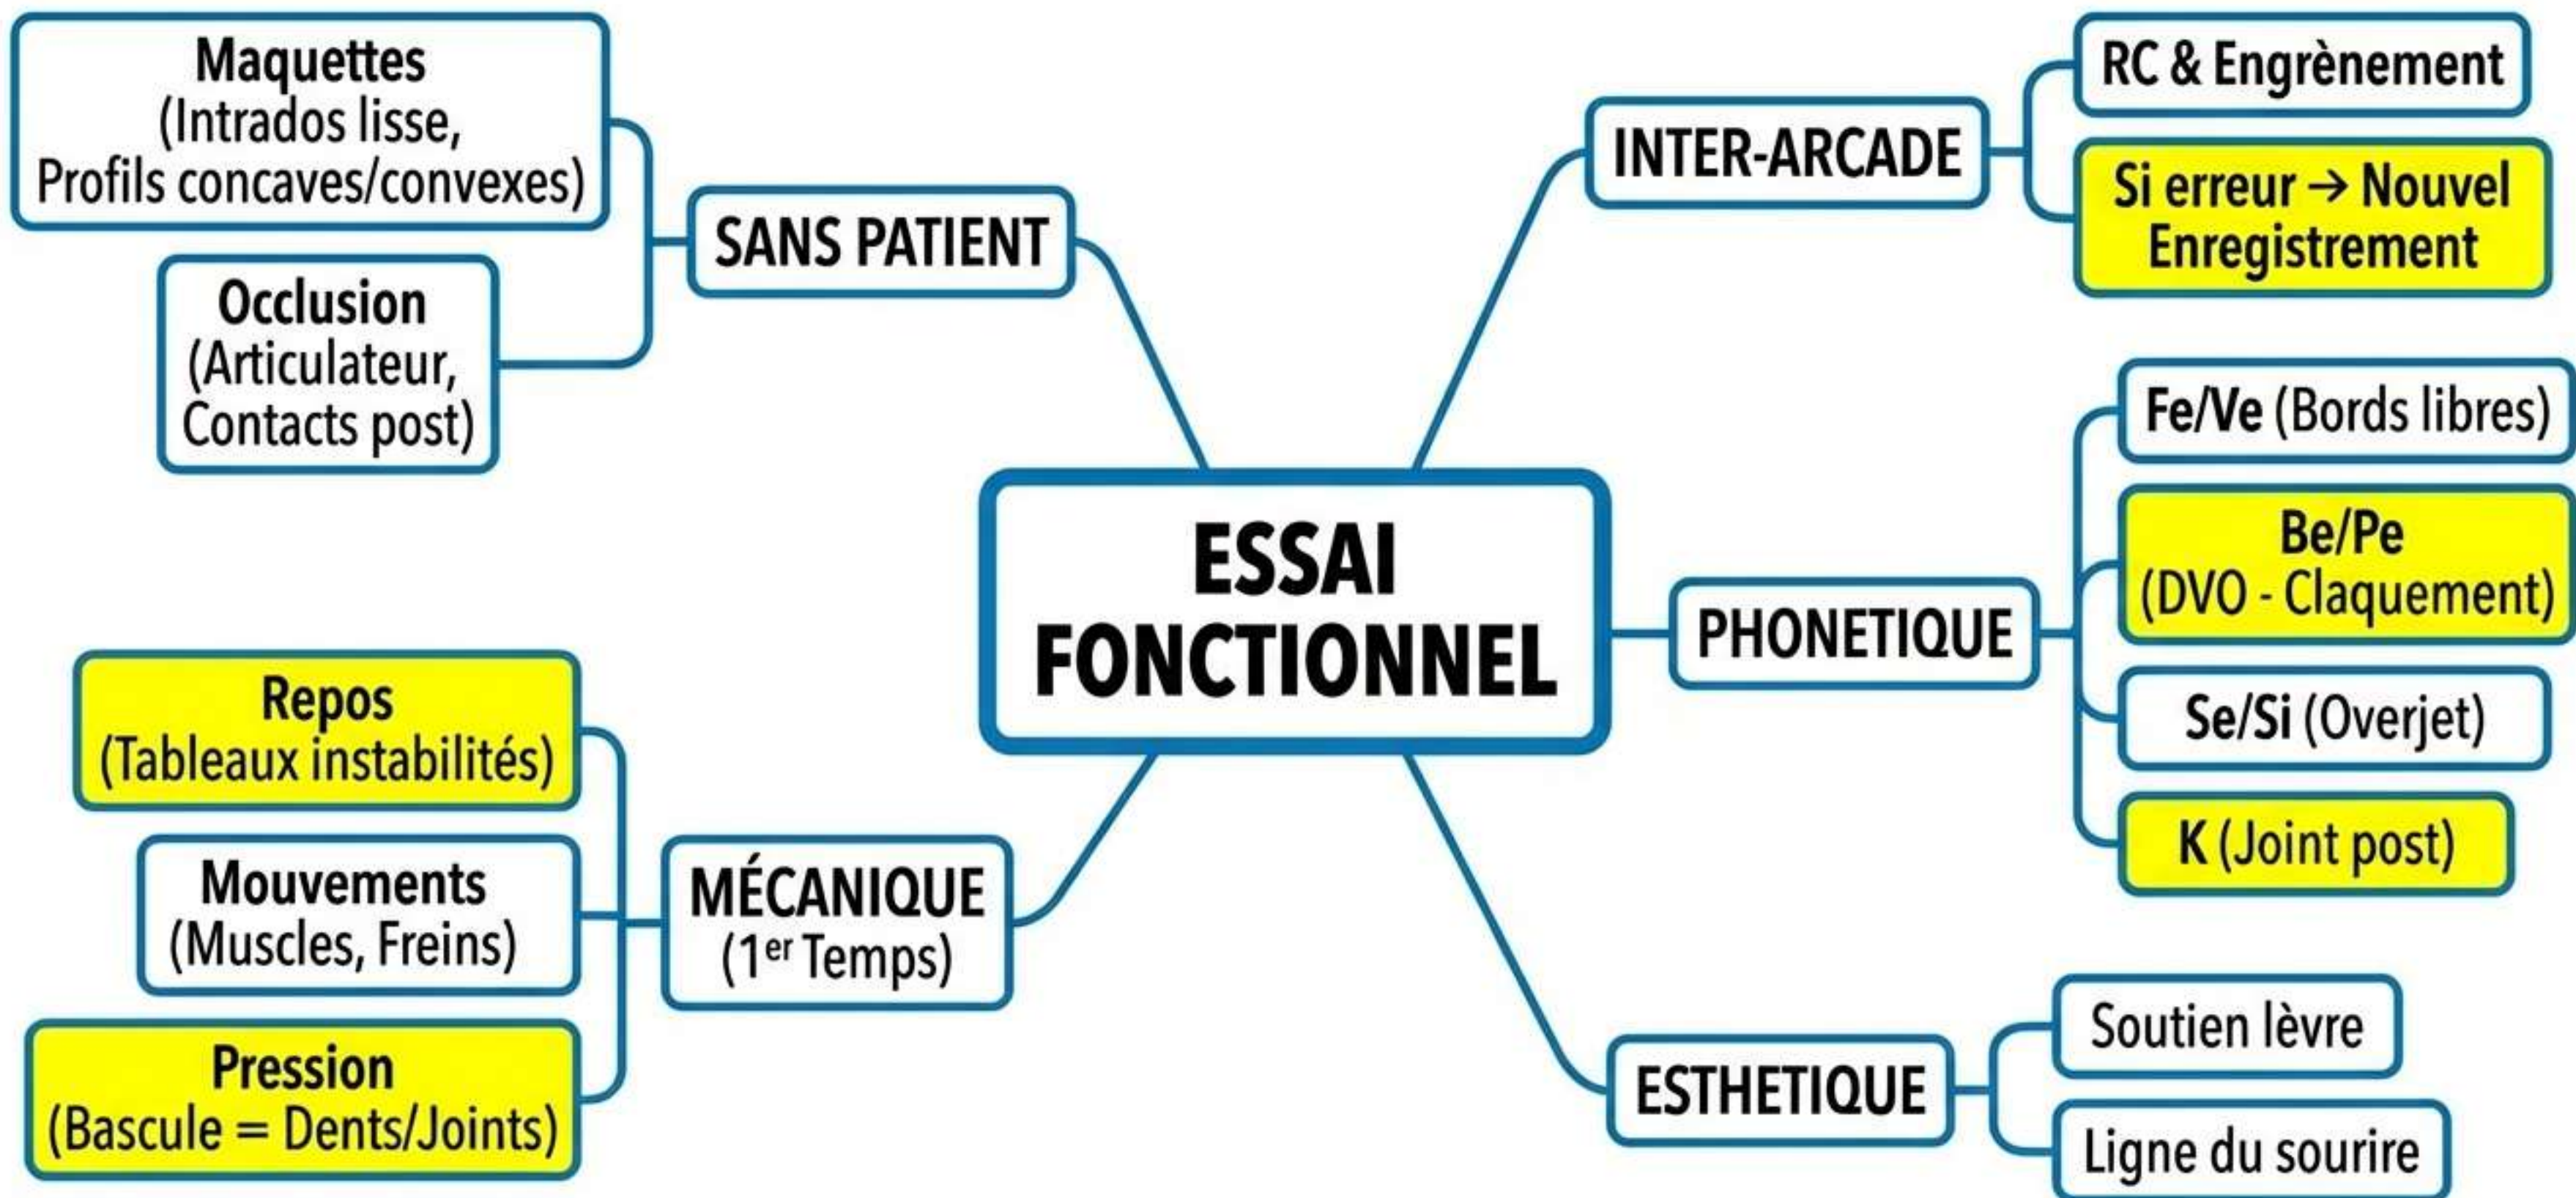 ESSAI
FONCTIONNEL
SANS PATIENT
Maquettes
(Intrados lisse,
Profils concaves/convexes)
Occlusion
(Articulateur,
Contacts post)
MÉCANIQUE
(1er Temps)
Repos
(Tableaux instabilités)
Mouvements
(Muscles, Freins)
Pression
(Bascule = Dents/Joints)
INTER-ARCADE
RC & Engrènement
Si erreur → Nouvel
Enregistrement
PHONETIQUE
Fe/Ve (Bords libres)
Be/Pe
(DVO - Claquement)
Se/Si (Overjet)
K (Joint post)
ESTHETIQUE
Soutien lèvre
Ligne du sourire